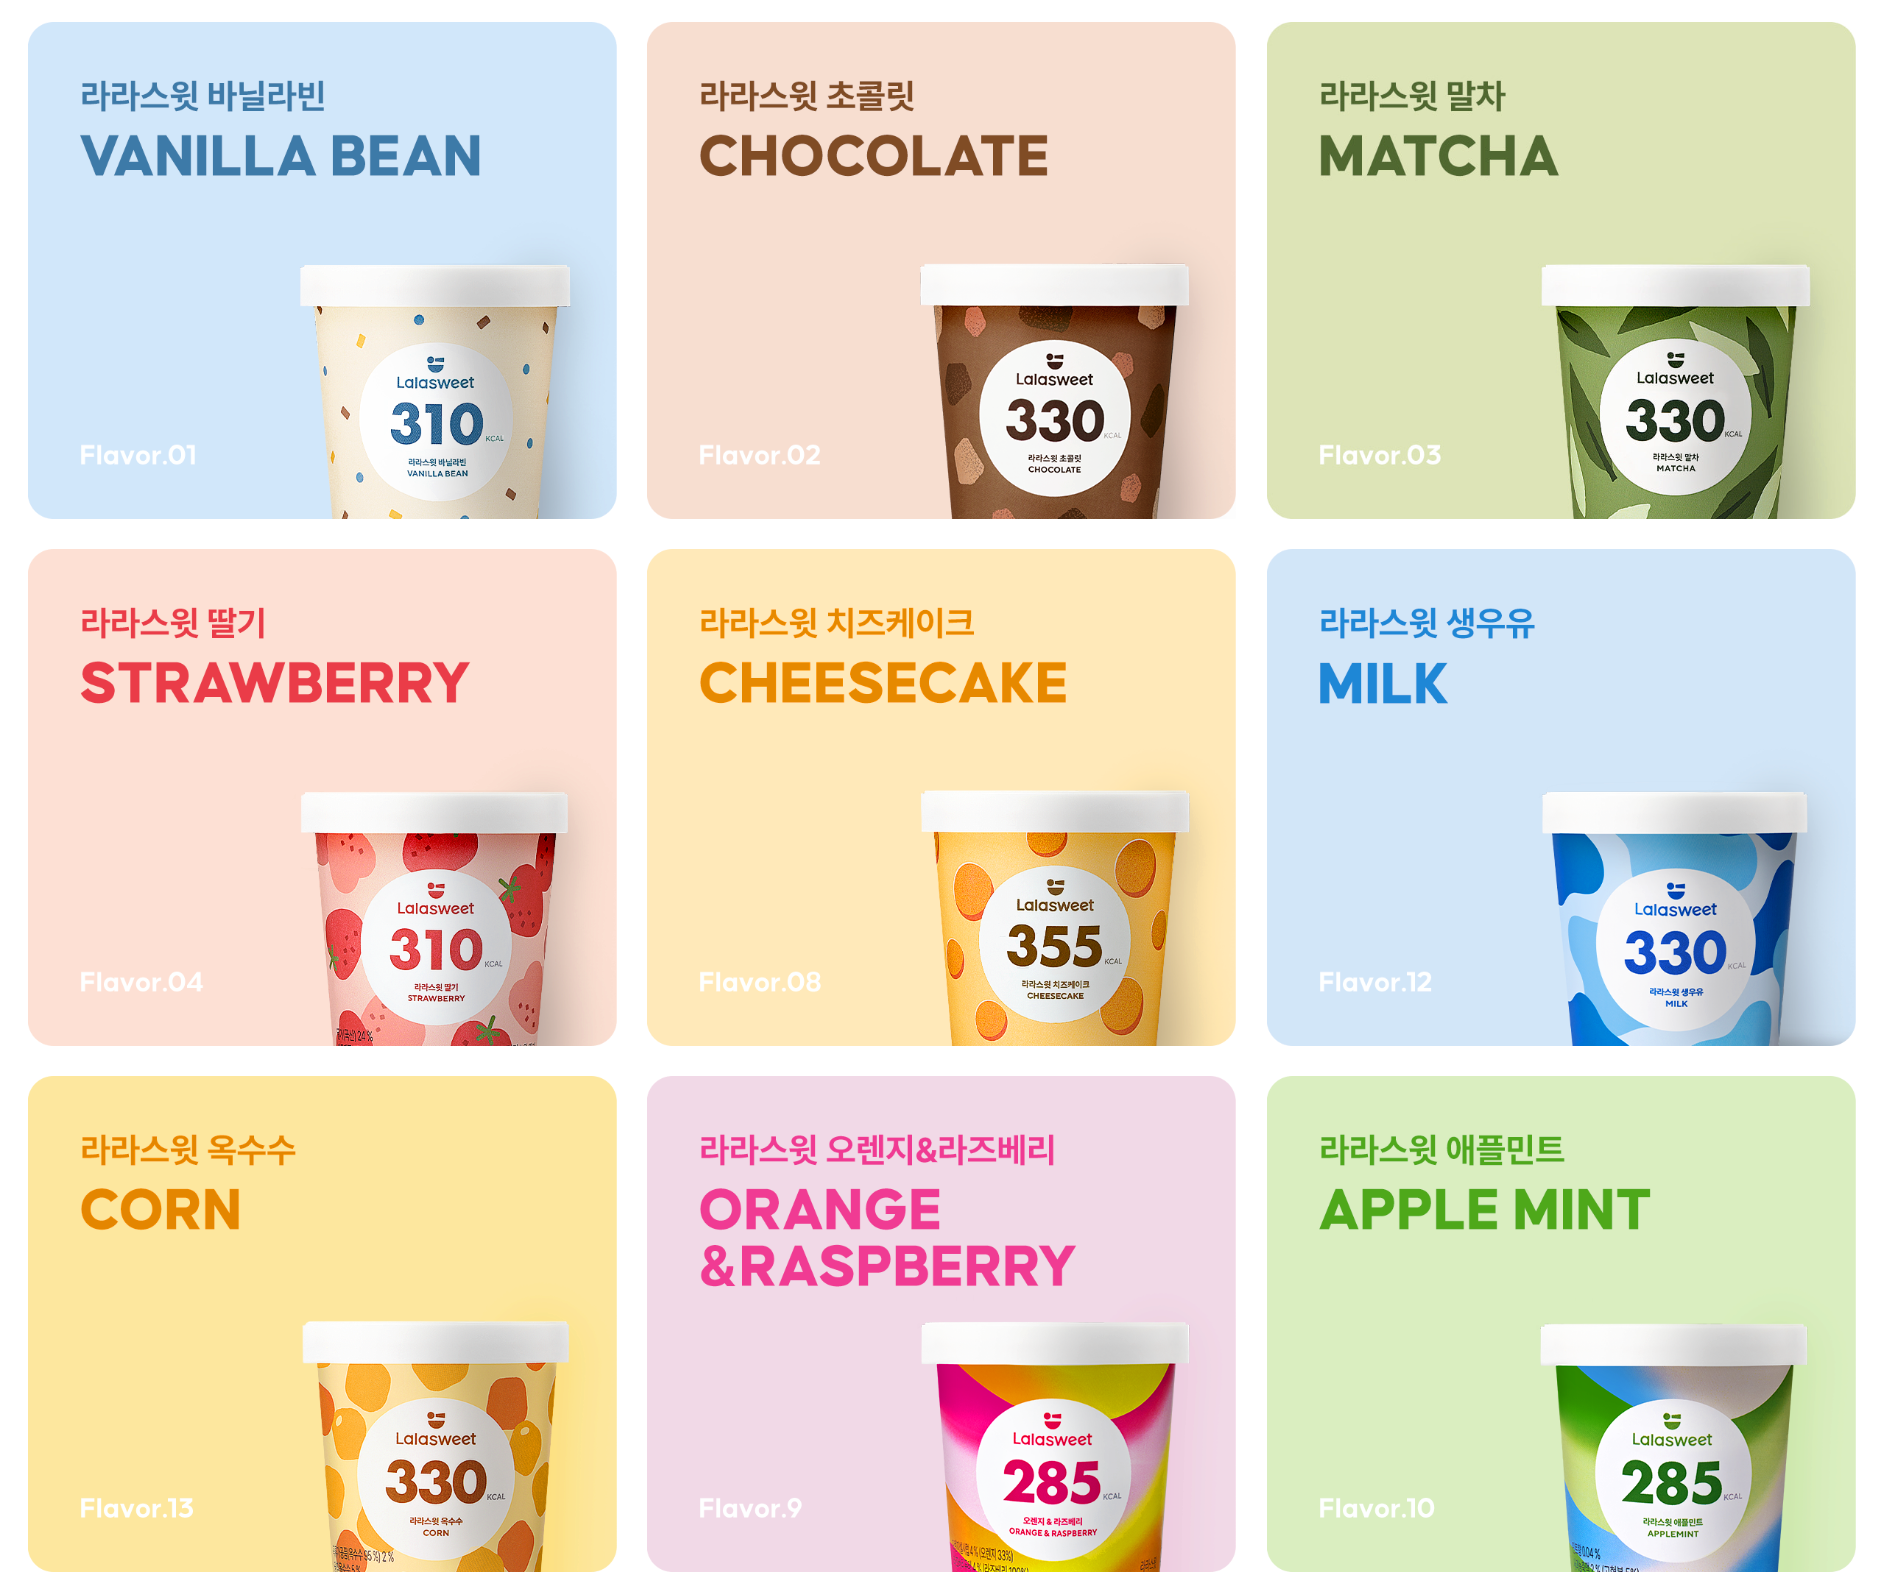 라라스윗 바닐라빈
VANILLA BEAN
Lalasweet
310 KCAL
라라스윗 바닐라빈
VANILLA BEAN
Flavor.01
라라스윗 초콜릿
CHOCOLATE
Lalasweet
330 KCAL
라라스윗 초콜릿
CHOCOLATE
Flavor.02
라라스윗 말차
MATCHA
Lalasweet
330 KCAL
라라스윗 말차
MATCHA
Flavor.03
라라스윗 딸기
STRAWBERRY
Lalasweet
310 KCAL
라라스윗 딸기
STRAWBERRY
Flavor.04
라라스윗 치즈케이크
CHEESECAKE
Lalasweet
355 KCAL
라라스윗 치즈케이크
CHEESECAKE
Flavor.08
라라스윗 생우유
MILK
Lalasweet
330 KCAL
라라스윗 생우유
MILK
Flavor.12
라라스윗 옥수수
CORN
Lalasweet
330 KCAL
라라스윗 옥수수
CORN
Flavor.13
라라스윗 오렌지&라즈베리
ORANGE
&RASPBERRY
Lalasweet
285 KCAL
오렌지 & 라즈베리
ORANGE & RASPBERRY
Flavor.9
라라스윗 애플민트
APPLE MINT
Lalasweet
285 KCAL
라라스윗 애플민트
APPLEMINT
Flavor.10